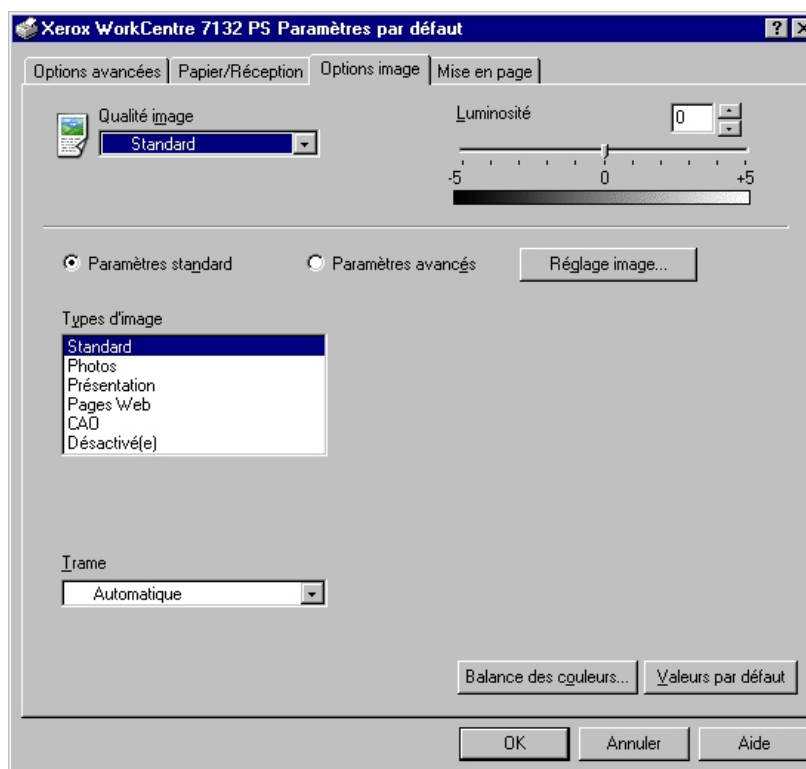 Xerox WorkCentre 7132 PS Paramètres par défaut
Options avancées Papier/Réception Options image Mise en page
Qualité image
Standard
Luminosité
0
-5 0 +5
Paramètres standard Paramètres avancés Réglage image...
Types d'image
Standard
Photos
Présentation
Pages Web
CAO
Désactivé(e)
Trame
Automatique
Balance des couleurs... Valeurs par défaut
OK Annuler Aide